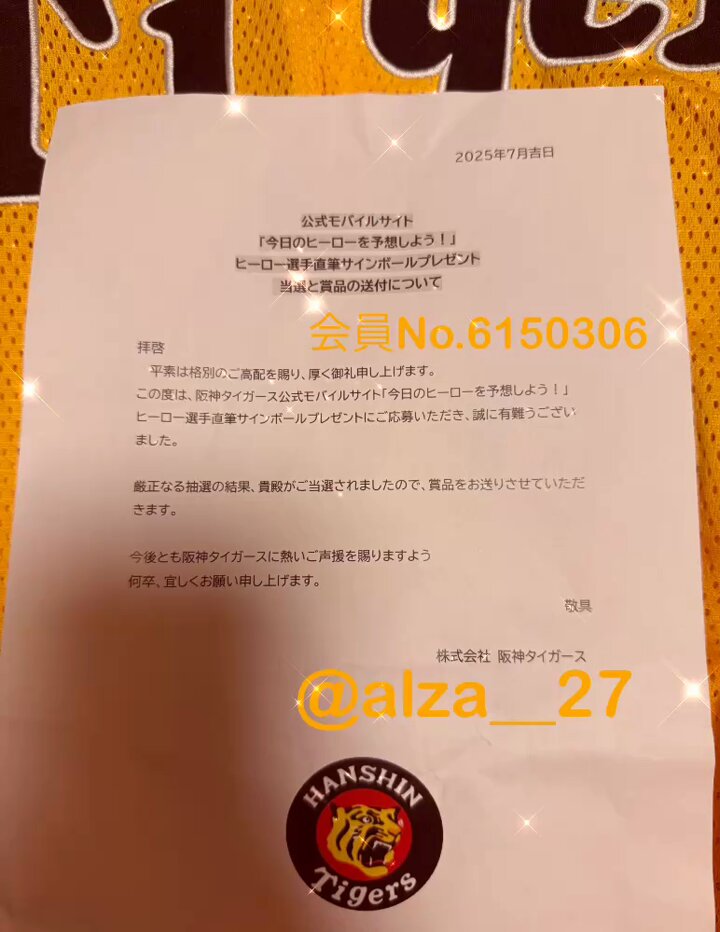 2025年7月吉日
公式モバイルサイト
「今日のヒーローを予想しよう！」
ヒーロー選手直筆サインボールプレゼント
当選と賞品の送付について
会員No.6150306
拝啓
平素は格別のご高配を賜り、厚く御礼申し上げます。
この度は、阪神タイガース公式モバイルサイト「今日のヒーローを予想しよう！」
ヒーロー選手直筆サインボールプレゼントにご応募いただき、誠に有難うござい
ました。
厳正なる抽選の結果、貴殿がご当選されましたので、賞品をお送りさせていただ
きます。
今後とも阪神タイガースに熱いご声援を賜りますよう
何卒、宜しくお願い申し上げます。
敬具
株式会社 阪神タイガース
@alza__27
HANSHIN
Tigers